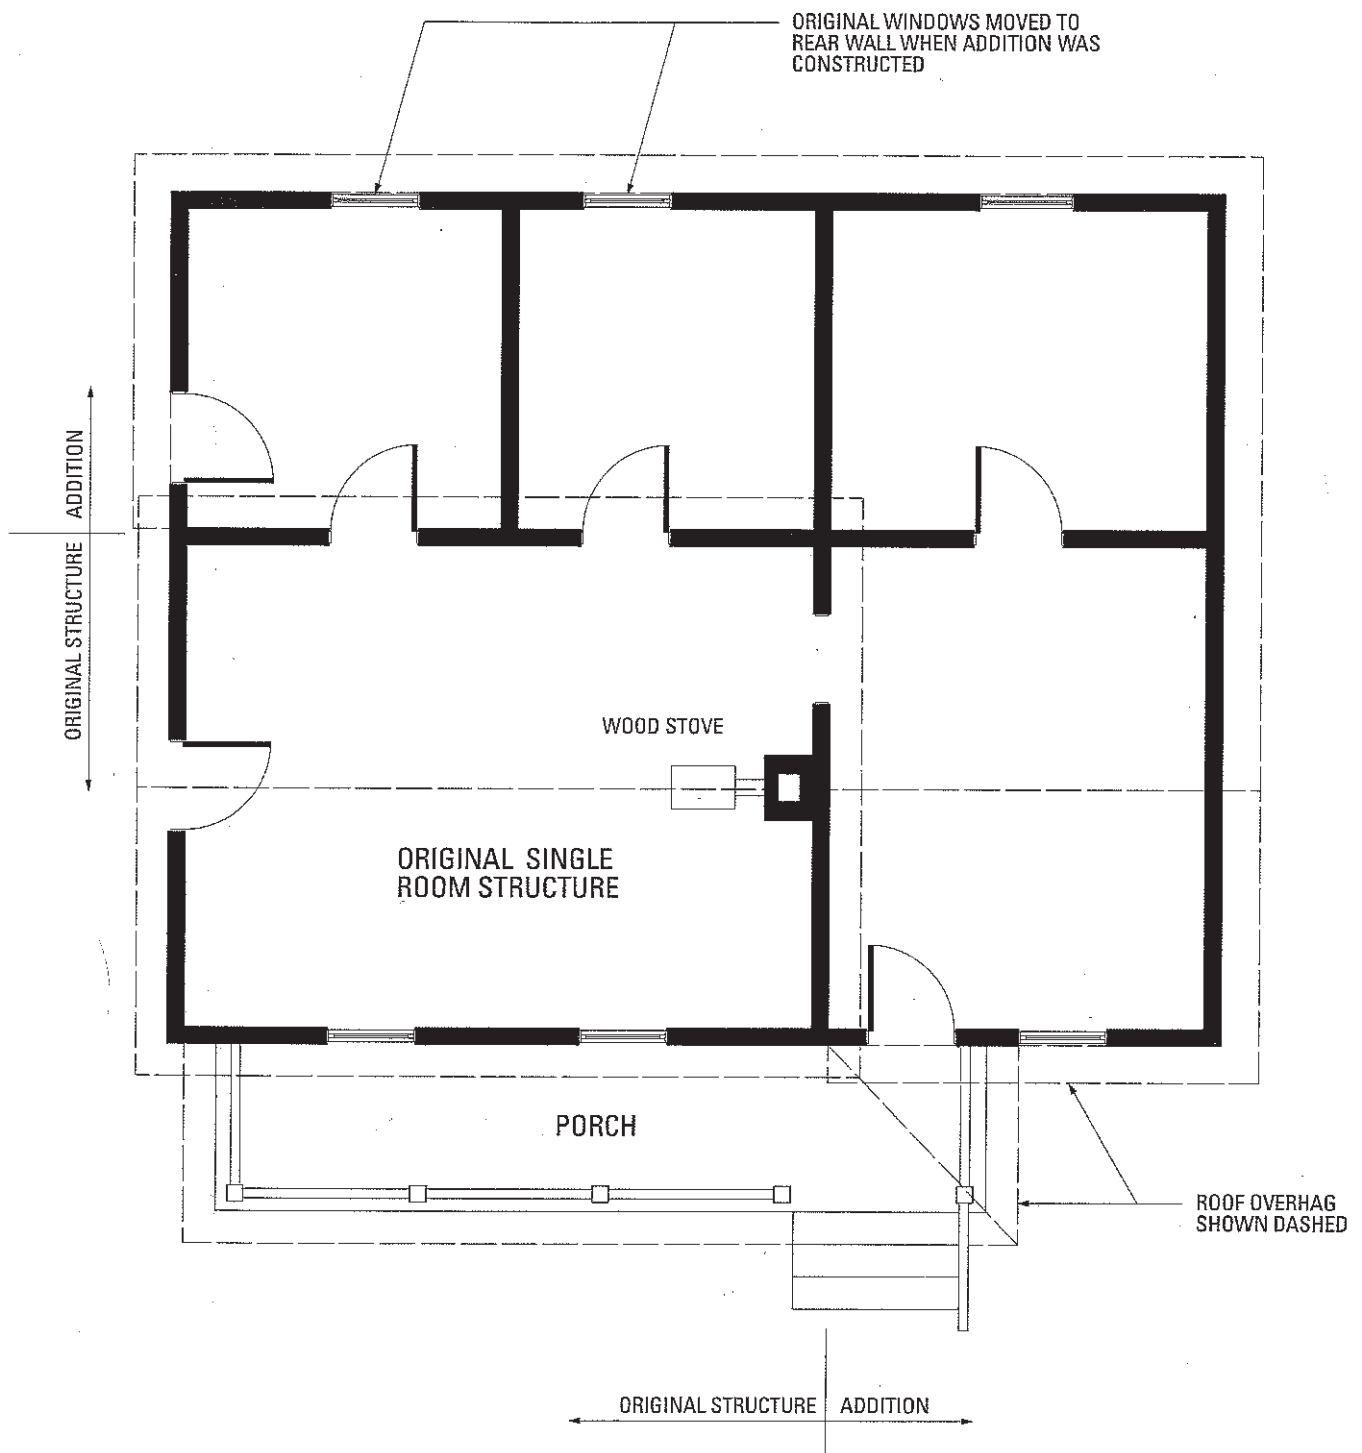 ORIGINAL WINDOWS MOVED TO
REAR WALL WHEN ADDITION WAS
CONSTRUCTED
ADDITION
ORIGINAL STRUCTURE
WOOD STOVE
ORIGINAL SINGLE
ROOM STRUCTURE
PORCH
ROOF OVERHAG
SHOWN DASHED
ORIGINAL STRUCTURE
ADDITION